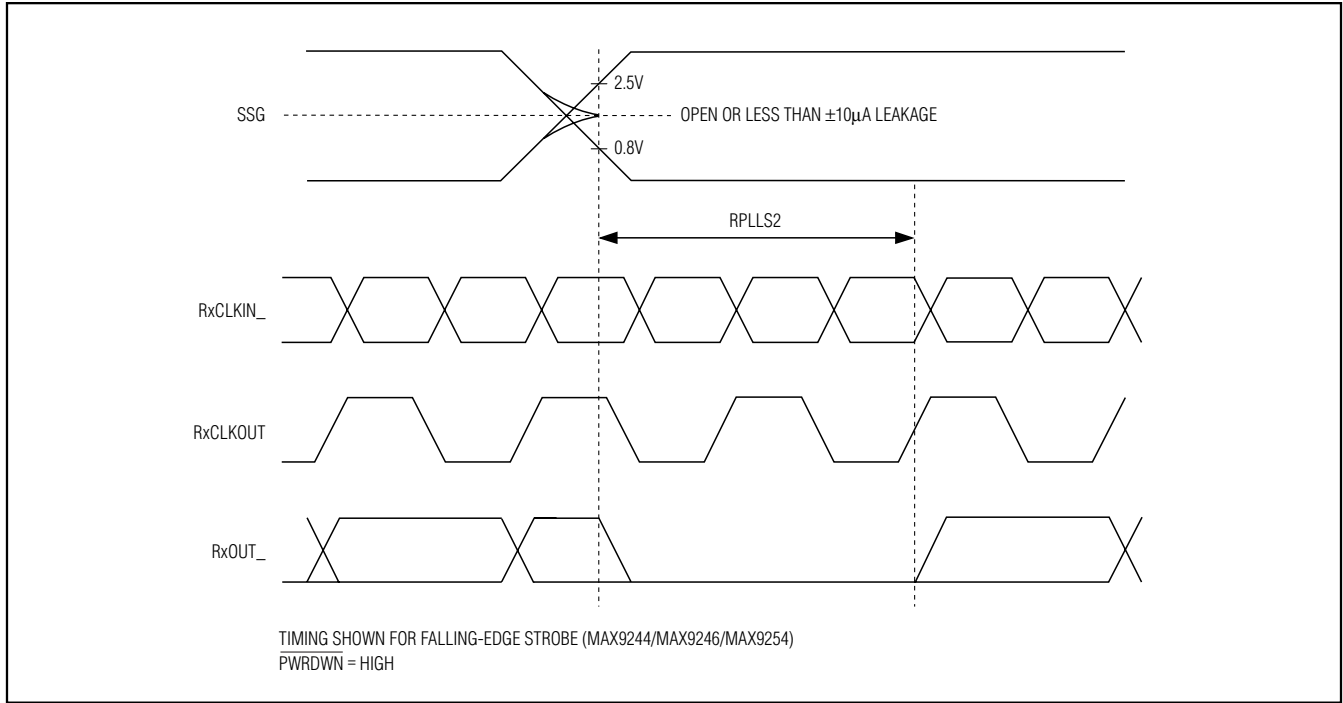 2.5V
SSG
OPEN OR LESS THAN ±10µA LEAKAGE
0.8V
RPLLS2
RxCLKIN_
RxCLKOUT
RxOUT_
TIMING SHOWN FOR FALLING-EDGE STROBE (MAX9244/MAX9246/MAX9254)
PWRDWN = HIGH